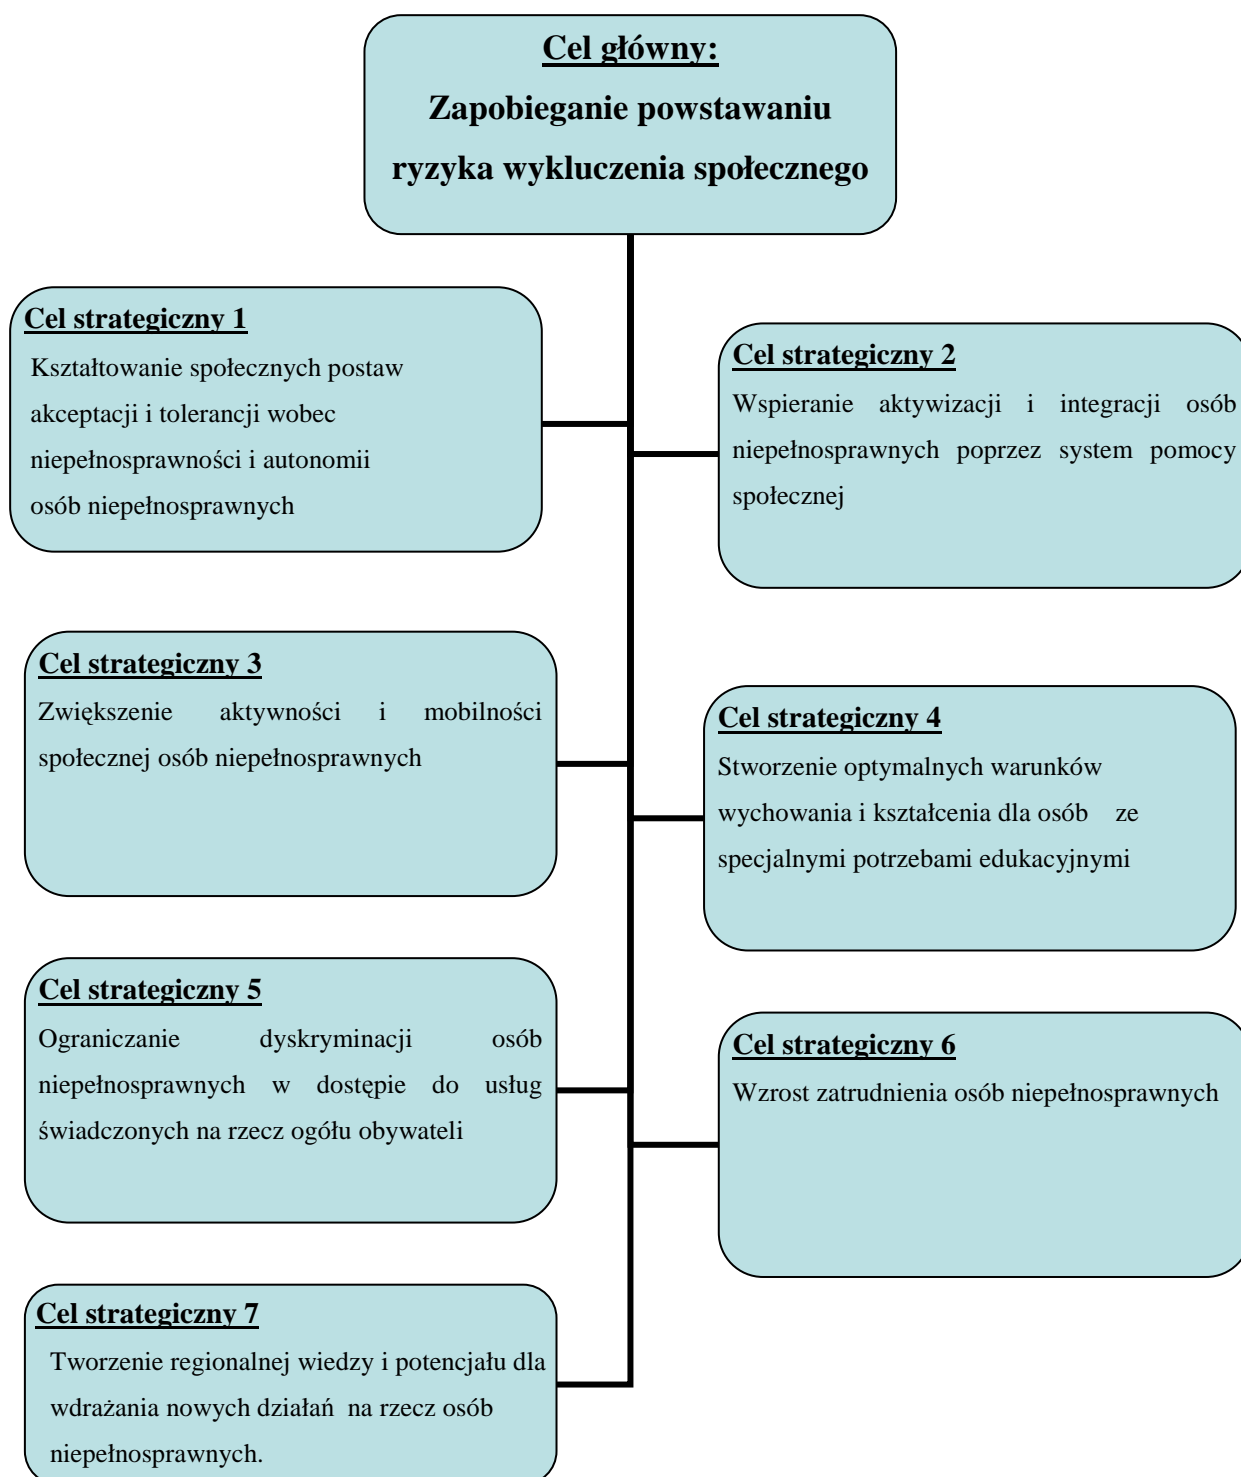 Cel główny:
Zapobieganie powstawaniu
ryzyka wykluczenia społecznego
Cel strategiczny 1
Kształtowanie społecznych postaw
akceptacji i tolerancji wobec
niepełnosprawności i autonomii
osób niepełnosprawnych
Cel strategiczny 2
Wspieranie aktywizacji i integracji osób
niepełnosprawnych poprzez system pomocy
społecznej
Cel strategiczny 3
Zwiększenie aktywności i mobilności
społecznej osób niepełnosprawnych
Cel strategiczny 4
Stworzenie optymalnych warunków
wychowania i kształcenia dla osób ze
specjalnymi potrzebami edukacyjnymi
Cel strategiczny 5
Ograniczanie dyskryminacji osób
niepełnosprawnych w dostępie do usług
świadczonych na rzecz ogółu obywateli
Cel strategiczny 6
Wzrost zatrudnienia osób niepełnosprawnych
Cel strategiczny 7
Tworzenie regionalnej wiedzy i potencjału dla
wdrażania nowych działań na rzecz osób
niepełnosprawnych.